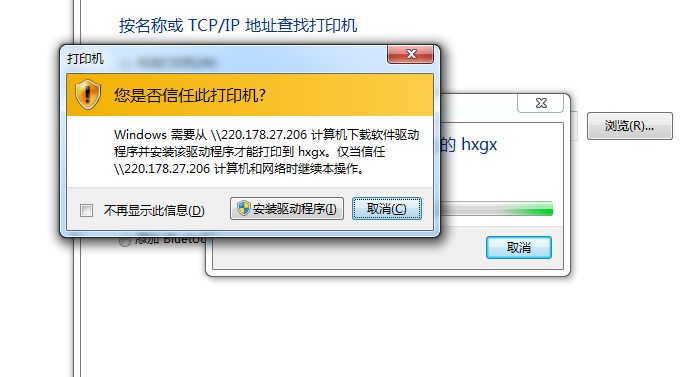 按名称或 TCP/IP 地址查找打印机
打印机
您是否信任此打印机?
Windows 需要从 \\220.178.27.206 计算机下载软件驱动
程序并安装该驱动程序才能打印到 hxgx。仅当信任
\\220.178.27.206 计算机和网络时继续本操作。
不再显示此信息(D)
安装驱动程序(I)
取消(C)
的 hxgx
浏览(R)...
取消
添加 Bluetoo